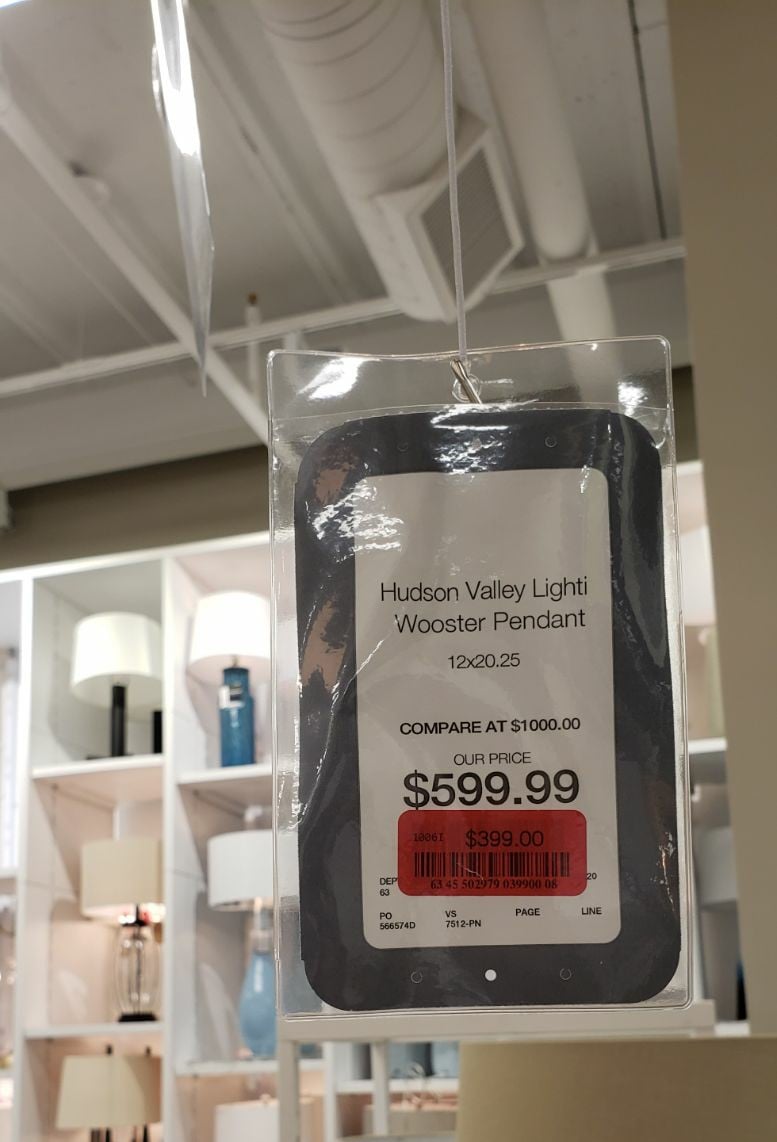 Hudson Valley Lighti
Wooster Pendant
12x20.25
COMPARE AT $1000.00
OUR PRICE
$599.99
1006I $399.00
63 45 502979 039900 08
DEP 20
63
PO VS PAGE LINE
566574D 7512-PN